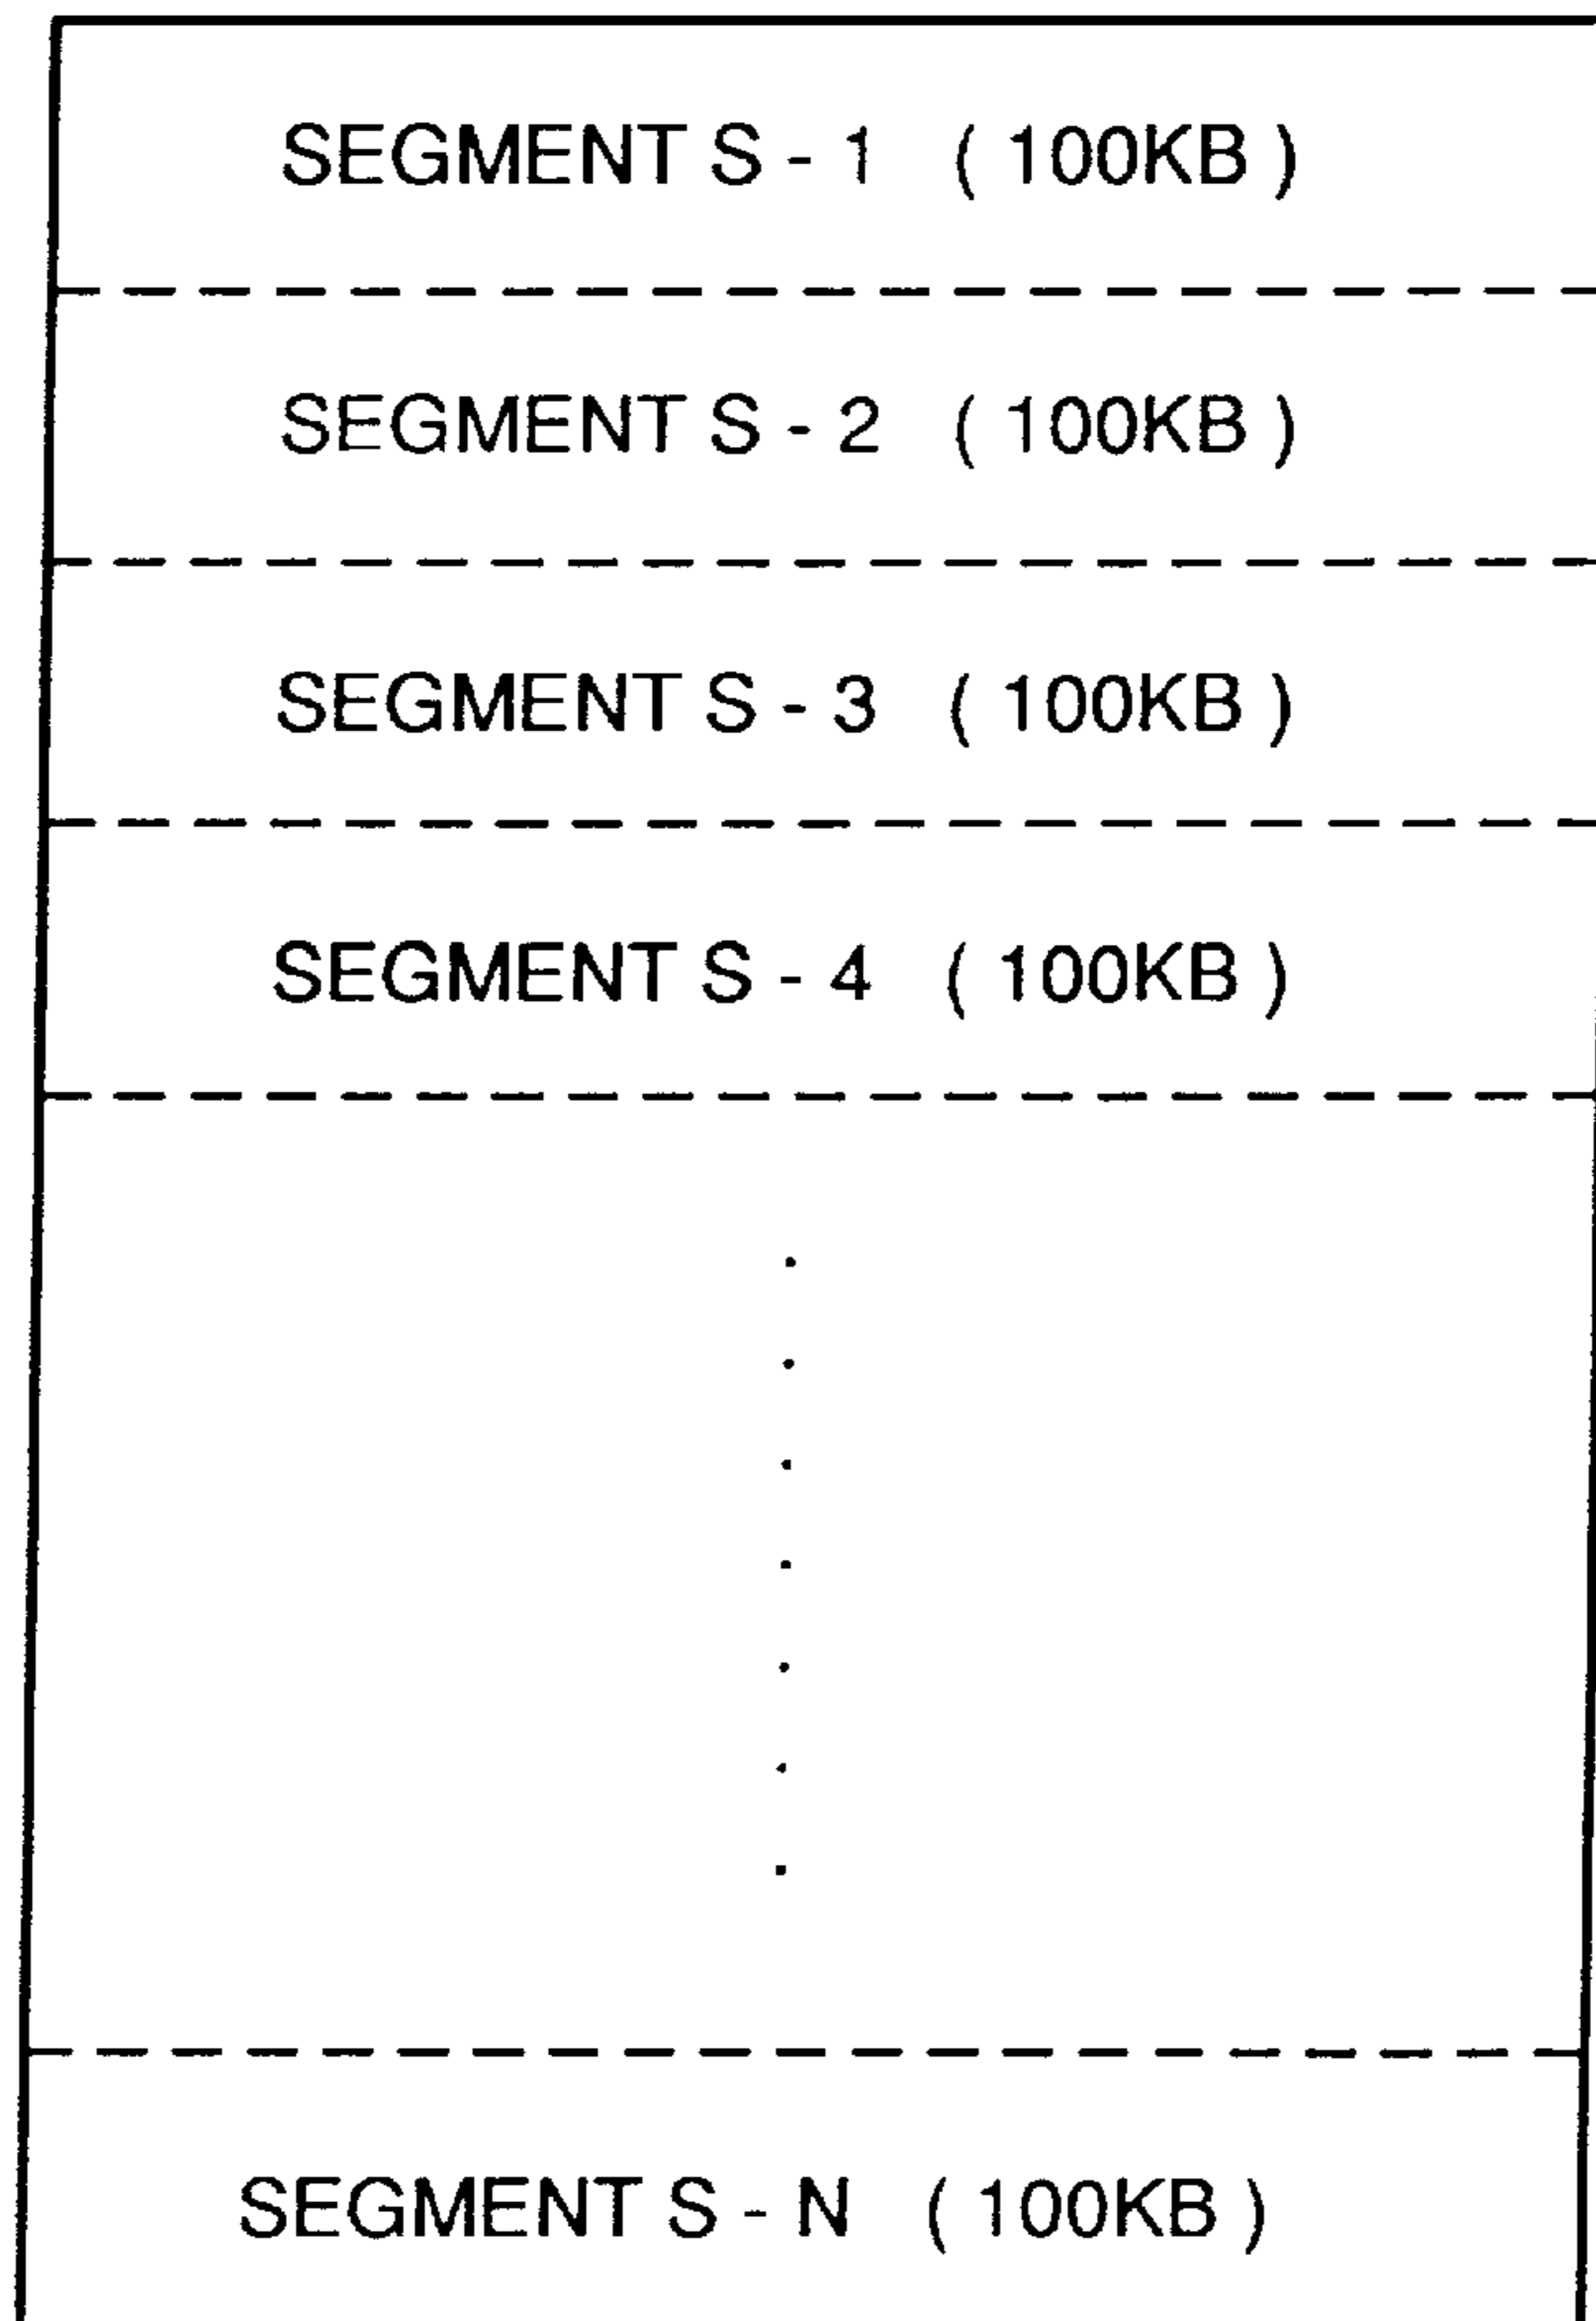 SEGMENT S - 1 ( 100KB )
SEGMENT S - 2 ( 100KB )
SEGMENT S - 3 ( 100KB )
SEGMENT S - 4 ( 100KB )
SEGMENT S - N ( 100KB )